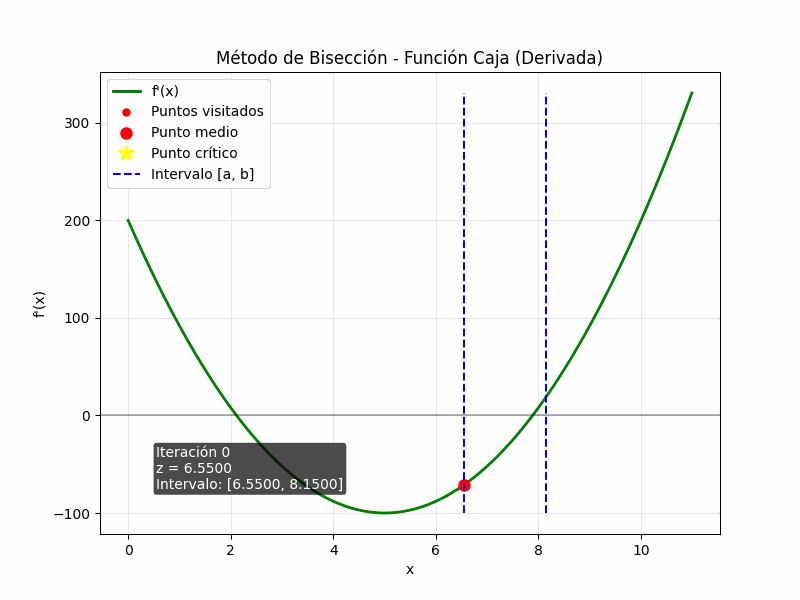 Método de Bisección - Función Caja (Derivada)
f'(x)
Puntos visitados
Punto medio
Punto crítico
Intervalo [a, b]
300
200
100
0
−100
f'(x)
Iteración 0
z = 6.5500
Intervalo: [6.5500, 8.1500]
0 2 4 6 8 10
x